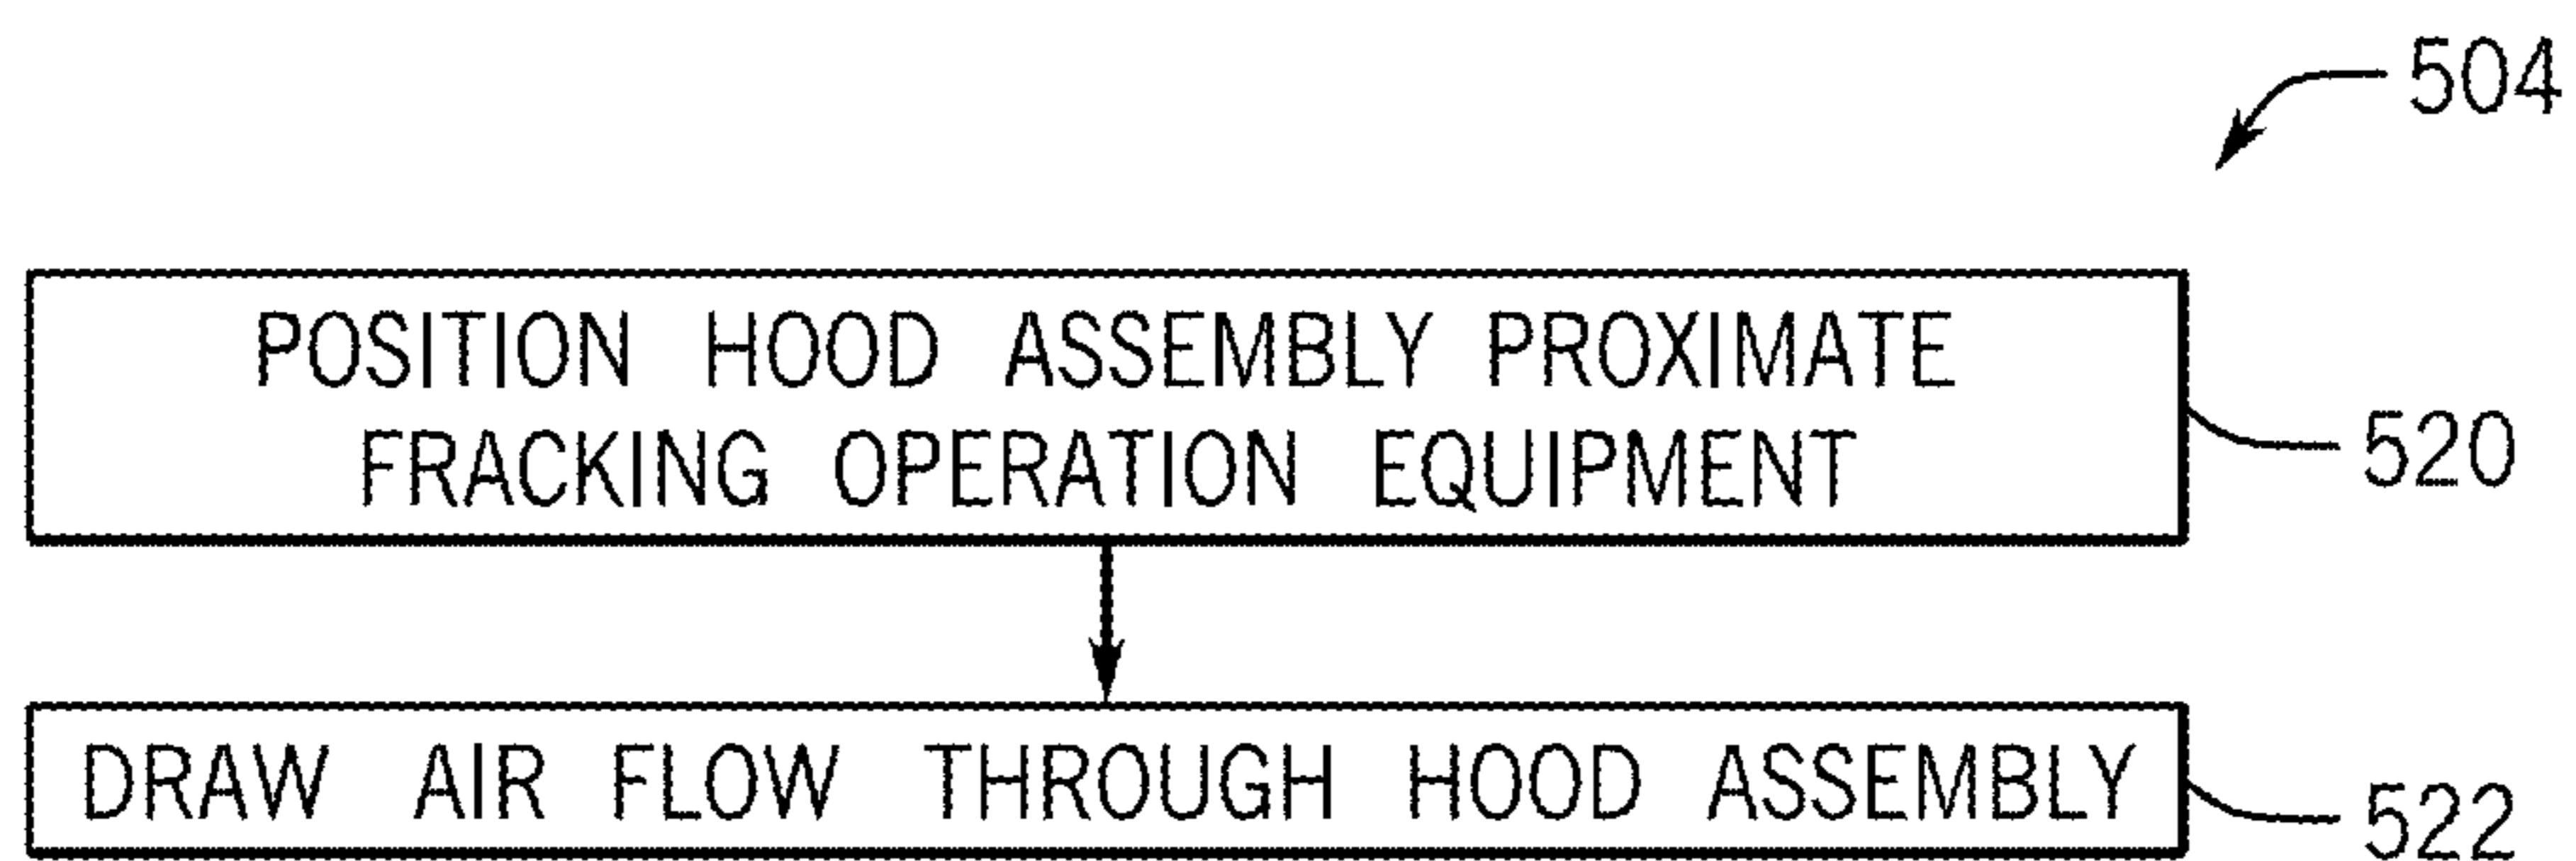 504
POSITION HOOD ASSEMBLY PROXIMATE
FRACKING OPERATION EQUIPMENT
520
DRAW AIR FLOW THROUGH HOOD ASSEMBLY
522